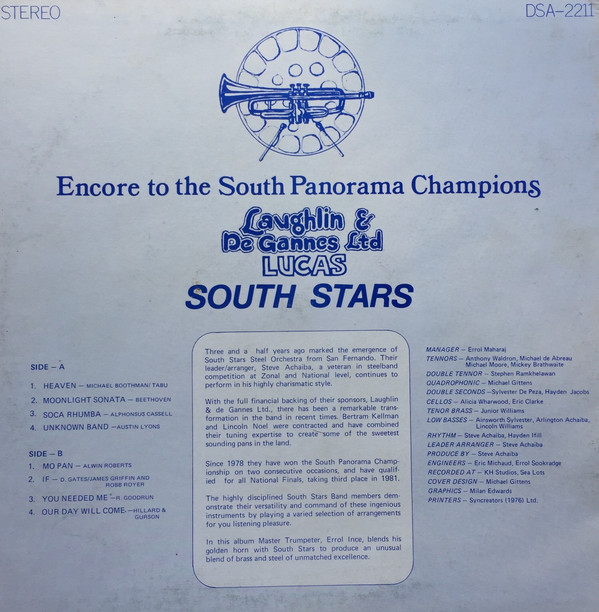 STEREO
DSA-2211
Encore to the South Panorama Champions
Laughlin &
De Gannes Ltd
LUCAS
SOUTH STARS
SIDE – A
1. HEAVEN – MICHAEL BOOTHMAN/TABU
2. MOONLIGHT SONATA – BEETHOVEN
3. SOCA RHUMBA – ALPHONSUS CASSELL
4. UNKNOWN BAND – AUSTIN LYONS
SIDE - B
1. MO PAN – ALWIN ROBERTS
2. IF – D. GATES/JAMES GRIFFIN AND
ROBB ROYER
3. YOU NEEDED ME –R. GOODRUN
4. OUR DAY WILL COME –HILLARD &
GURSON
Three and a half years ago marked the emergence of
South Stars Steel Orchestra from San Fernando. Their
leader/arranger, Steve Achaiba, a veteran in steelband
competition at Zonal and National level, continues to
perform in his highly charismatic style.
With the full financial backing of their sponsors, Laughlin
& de Gannes Ltd., there has been a remarkable trans-
formation in the band in recent times. Bertram Kellman
and Lincoln Noel were contracted and have combined
their tuning expertise to create some of the sweetest
sounding pans in the land.
Since 1978 they have won the South Panorama Champ-
ionship on two consecutive occasions, and have qualif-
ied for all National Finals, taking third place in 1981.
The highly disciplined South Stars Band members dem-
onstrate their versatility and command of these ingenious
instruments by playing a varied selection of arrangements
for you listening pleasure.
In this album Master Trumpeter, Errol Ince, blends his
golden horn with South Stars to produce an unusual
blend of brass and steel of unmatched excellence.
MANAGER – Errol Maharaj
TENNORS – Anthony Waldron, Michael de Abreau
Michael Moore, Mickey Brathwaite
DOUBLE TENNOR – Stephen Ramkhelawan
QUADROPHONIC – Michael Gittens
DOUBLE SECONDS – Sylvester De Peza, Hayden Jacobs
CELLOS – Alicia Wharwood, Eric Clarke
TENOR BRASS – Junior Williams
LOW BASSES – Ainsworth Sylvester, Arlington Achaiba,
Lincoln Williams
RHYTHM – Steve Achaiba, Hayden Ifill
LEADER ARRANGER – Steve Achaiba
PRODUCE BY – Steve Achaiba
ENGINEERS – Eric Michaud, Errol Sookradge
RECORDED AT – KH Studios, Sea Lots
COVER DESIGN – Michael Gittens
GRAPHICS – Milan Edwards
PRINTERS – Syncreators (1976) Ltd.